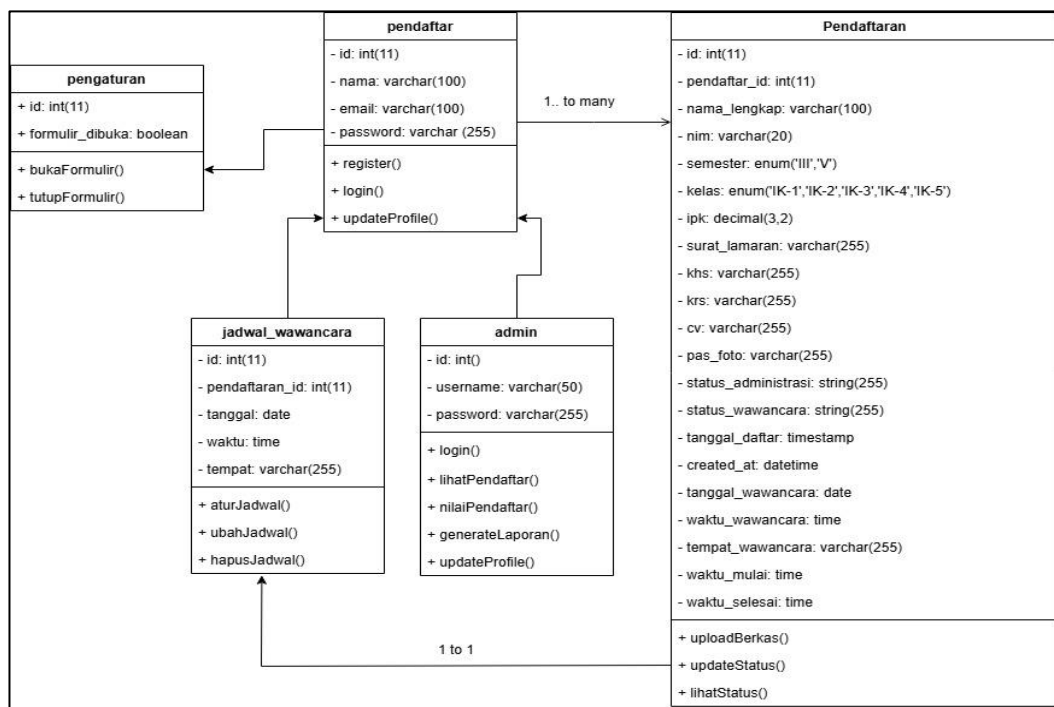 pendaftar
- id: int(11)
- nama: varchar(100)
- email: varchar(100)
- password: varchar (255)
+ register()
+ login()
+ updateProfile()
pengaturan
+ id: int(11)
+ formulir_dibuka: boolean
+ bukaFormulir()
+ tutupFormulir()
1.. to many
Pendaftaran
- id: int(11)
- pendaftar_id: int(11)
- nama_lengkap: varchar(100)
- nim: varchar(20)
- semester: enum('III','V')
- kelas: enum('IK-1','IK-2','IK-3','IK-4','IK-5')
- ipk: decimal(3,2)
- surat_lamaran: varchar(255)
- khs: varchar(255)
- krs: varchar(255)
- cv: varchar(255)
- pas_foto: varchar(255)
- status_administrasi: string(255)
- status_wawancara: string(255)
- tanggal_daftar: timestamp
- created_at: datetime
- tanggal_wawancara: date
- waktu_wawancara: time
- tempat_wawancara: varchar(255)
- waktu_mulai: time
- waktu_selesai: time
+ uploadBerkas()
+ updateStatus()
+ lihatStatus()
jadwal_wawancara
- id: int(11)
- pendaftaran_id: int(11)
- tanggal: date
- waktu: time
- tempat: varchar(255)
+ aturJadwal()
+ ubahJadwal()
+ hapusJadwal()
admin
- id: int()
- username: varchar(50)
- password: varchar(255)
+ login()
+ lihatPendaftar()
+ nilaiPendaftar()
+ generateLaporan()
+ updateProfile()
1 to 1